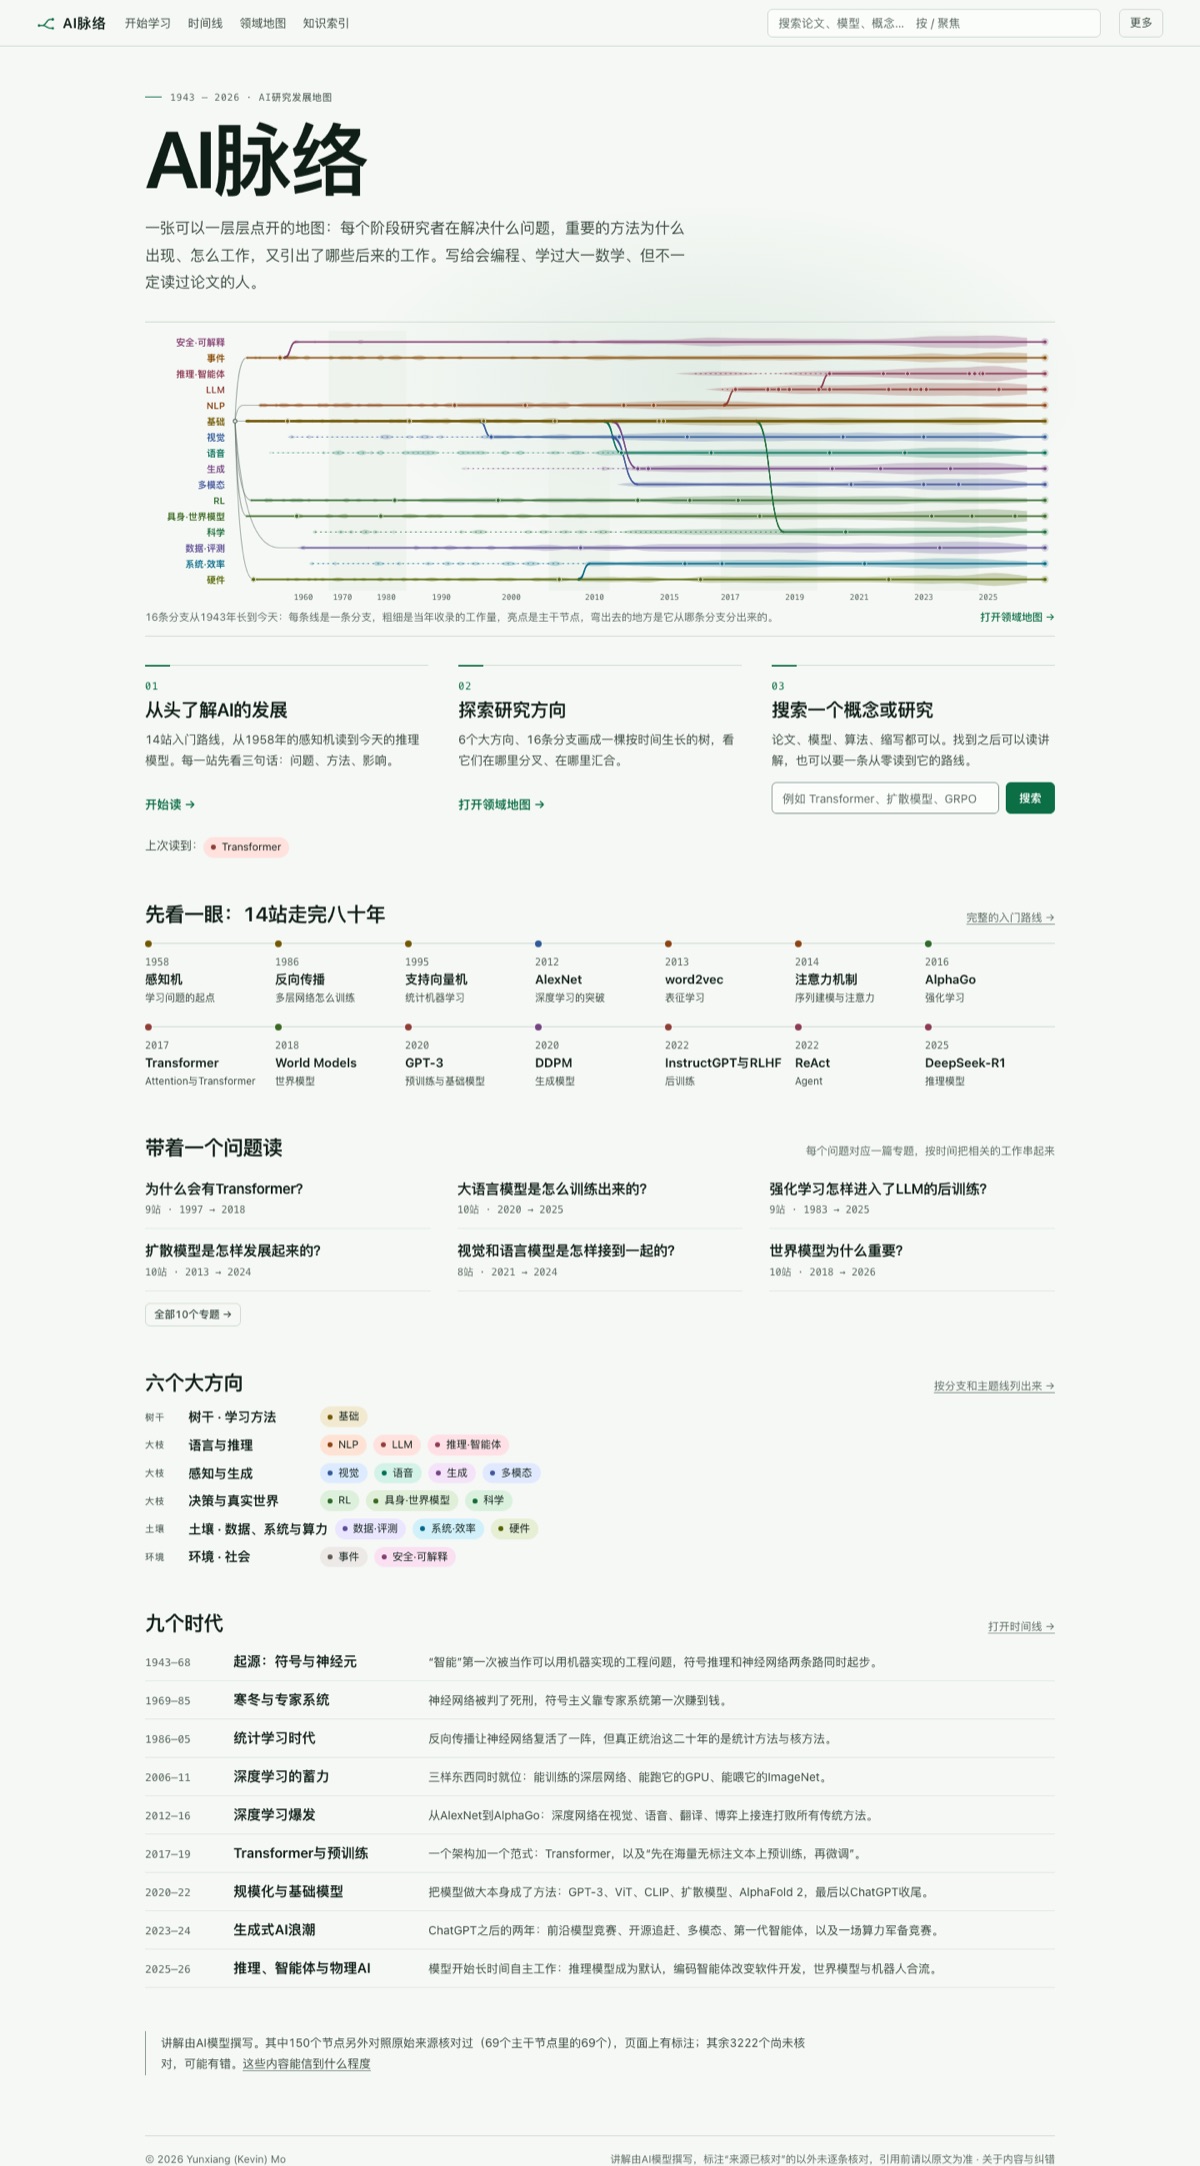 AI脉络 开始学习 时间线 领域地图 知识索引 搜索论文、模型、概念… 按 / 聚焦 更多
1943 — 2026 · AI研究发展地图
AI脉络
一张可以一层层点开的地图：每个阶段研究者在解决什么问题，重要的方法为什么
出现、怎么工作，又引出了哪些后来的工作。写给会编程、学过大一数学、但不一
定读过论文的人。
安全·可解释
事件
推理·智能体
LLM
NLP
基础
视觉
语音
生成
多模态
RL
具身·世界模型
科学
数据·评测
系统·效率
硬件
1960 1970 1980 1990 2000 2010 2015 2017 2019 2021 2023 2025
16条分支从1943年长到今天：每条线是一条分支，粗细是当年收录的工作量，亮点是主干节点，弯出去的地方是它从哪条分支分出来的。 打开领域地图 →
01
从头了解AI的发展
14站入门路线，从1958年的感知机读到今天的推理
模型。每一站先看三句话：问题、方法、影响。
开始读 →
02
探索研究方向
6个大方向、16条分支画成一棵按时间生长的树，看
它们在哪里分叉、在哪里汇合。
打开领域地图 →
03
搜索一个概念或研究
论文、模型、算法、缩写都可以。找到之后可以读讲
解，也可以要一条从零读到它的路线。
例如 Transformer、扩散模型、GRPO 搜索
上次读到： Transformer
先看一眼：14站走完八十年 完整的入门路线 →
1958 1986 1995 2012 2013 2014 2016
感知机 反向传播 支持向量机 AlexNet word2vec 注意力机制 AlphaGo
学习问题的起点 多层网络怎么训练 统计机器学习 深度学习的突破 表征学习 序列建模与注意力 强化学习
2017 2018 2020 2020 2022 2022 2025
Transformer World Models GPT-3 DDPM InstructGPT与RLHF ReAct DeepSeek-R1
Attention与Transformer 世界模型 预训练与基础模型 生成模型 后训练 Agent 推理模型
带着一个问题读 每个问题对应一篇专题，按时间把相关的工作串起来
为什么会有Transformer? 大语言模型是怎么训练出来的? 强化学习怎样进入了LLM的后训练?
9站 · 1997 → 2018 10站 · 2020 → 2025 9站 · 1983 → 2025
扩散模型是怎样发展起来的? 视觉和语言模型是怎样接到一起的? 世界模型为什么重要?
10站 · 2013 → 2024 8站 · 2021 → 2024 10站 · 2018 → 2026
全部10个专题 →
六个大方向 按分支和主题线列出来 →
树干 树干 · 学习方法 基础
大枝 语言与推理 NLP LLM 推理·智能体
大枝 感知与生成 视觉 语音 生成 多模态
大枝 决策与真实世界 RL 具身·世界模型 科学
土壤 土壤 · 数据、系统与算力 数据·评测 系统·效率 硬件
环境 环境 · 社会 事件 安全·可解释
九个时代 打开时间线 →
1943—68 起源：符号与神经元 “智能”第一次被当作可以用机器实现的工程问题，符号推理和神经网络两条路同时起步。
1969—85 寒冬与专家系统 神经网络被判了死刑，符号主义靠专家系统第一次赚到钱。
1986—05 统计学习时代 反向传播让神经网络复活了一阵，但真正统治这二十年的是统计方法与核方法。
2006—11 深度学习的蓄力 三样东西同时就位：能训练的深层网络、能跑它的GPU、能喂它的ImageNet。
2012—16 深度学习爆发 从AlexNet到AlphaGo：深度网络在视觉、语音、翻译、博弈上接连打败所有传统方法。
2017—19 Transformer与预训练 一个架构加一个范式：Transformer，以及“先在海量无标注文本上预训练，再微调”。
2020—22 规模化与基础模型 把模型做大本身成了方法：GPT-3、ViT、CLIP、扩散模型、AlphaFold 2，最后以ChatGPT收尾。
2023—24 生成式AI浪潮 ChatGPT之后的两年：前沿模型竞赛、开源追赶、多模态、第一代智能体，以及一场算力军备竞赛。
2025—26 推理、智能体与物理AI 模型开始长时间自主工作：推理模型成为默认，编码智能体改变软件开发，世界模型与机器人合流。
讲解由AI模型撰写。其中150个节点另外对照原始来源核对过（69个主干节点里的69个），页面上有标注；其余3222个尚未核
对，可能有错。这些内容能信到什么程度
© 2026 Yunxiang (Kevin) Mo 讲解由AI模型撰写，标注“来源已核对”的以外未逐条核对，引用前请以原文为准 · 关于内容与纠错